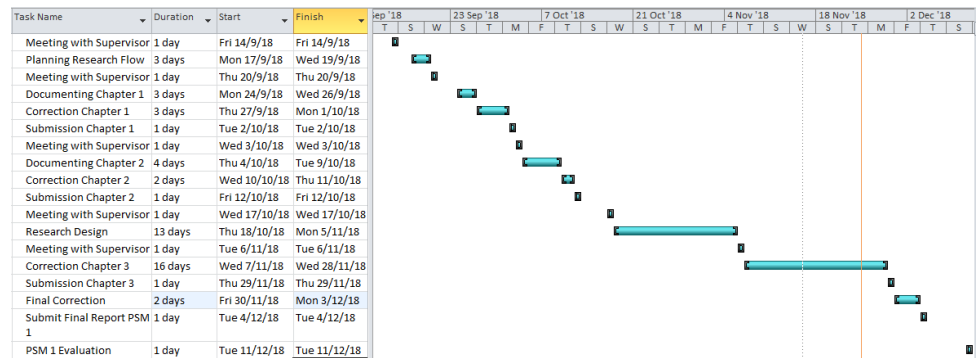 Task Name Duration Start Finish ep '18 23 Sep '18 7 Oct '18 21 Oct '18 4 Nov '18 18 Nov '18 2 Dec '18
T S W S T M F T S W S T M F T S W S T M F T S
Meeting with Supervisor 1 day Fri 14/9/18 Fri 14/9/18
Planning Research Flow 3 days Mon 17/9/18 Wed 19/9/18
Meeting with Supervisor 1 day Thu 20/9/18 Thu 20/9/18
Documenting Chapter 1 3 days Mon 24/9/18 Wed 26/9/18
Correction Chapter 1 3 days Thu 27/9/18 Mon 1/10/18
Submission Chapter 1 1 day Tue 2/10/18 Tue 2/10/18
Meeting with Supervisor 1 day Wed 3/10/18 Wed 3/10/18
Documenting Chapter 2 4 days Thu 4/10/18 Tue 9/10/18
Correction Chapter 2 2 days Wed 10/10/18 Thu 11/10/18
Submission Chapter 2 1 day Fri 12/10/18 Fri 12/10/18
Meeting with Supervisor 1 day Wed 17/10/18 Wed 17/10/18
Research Design 13 days Thu 18/10/18 Mon 5/11/18
Meeting with Supervisor 1 day Tue 6/11/18 Tue 6/11/18
Correction Chapter 3 16 days Wed 7/11/18 Wed 28/11/18
Submission Chapter 3 1 day Thu 29/11/18 Thu 29/11/18
Final Correction 2 days Fri 30/11/18 Mon 3/12/18
Submit Final Report PSM 1 day Tue 4/12/18 Tue 4/12/18
1
PSM 1 Evaluation 1 day Tue 11/12/18 Tue 11/12/18